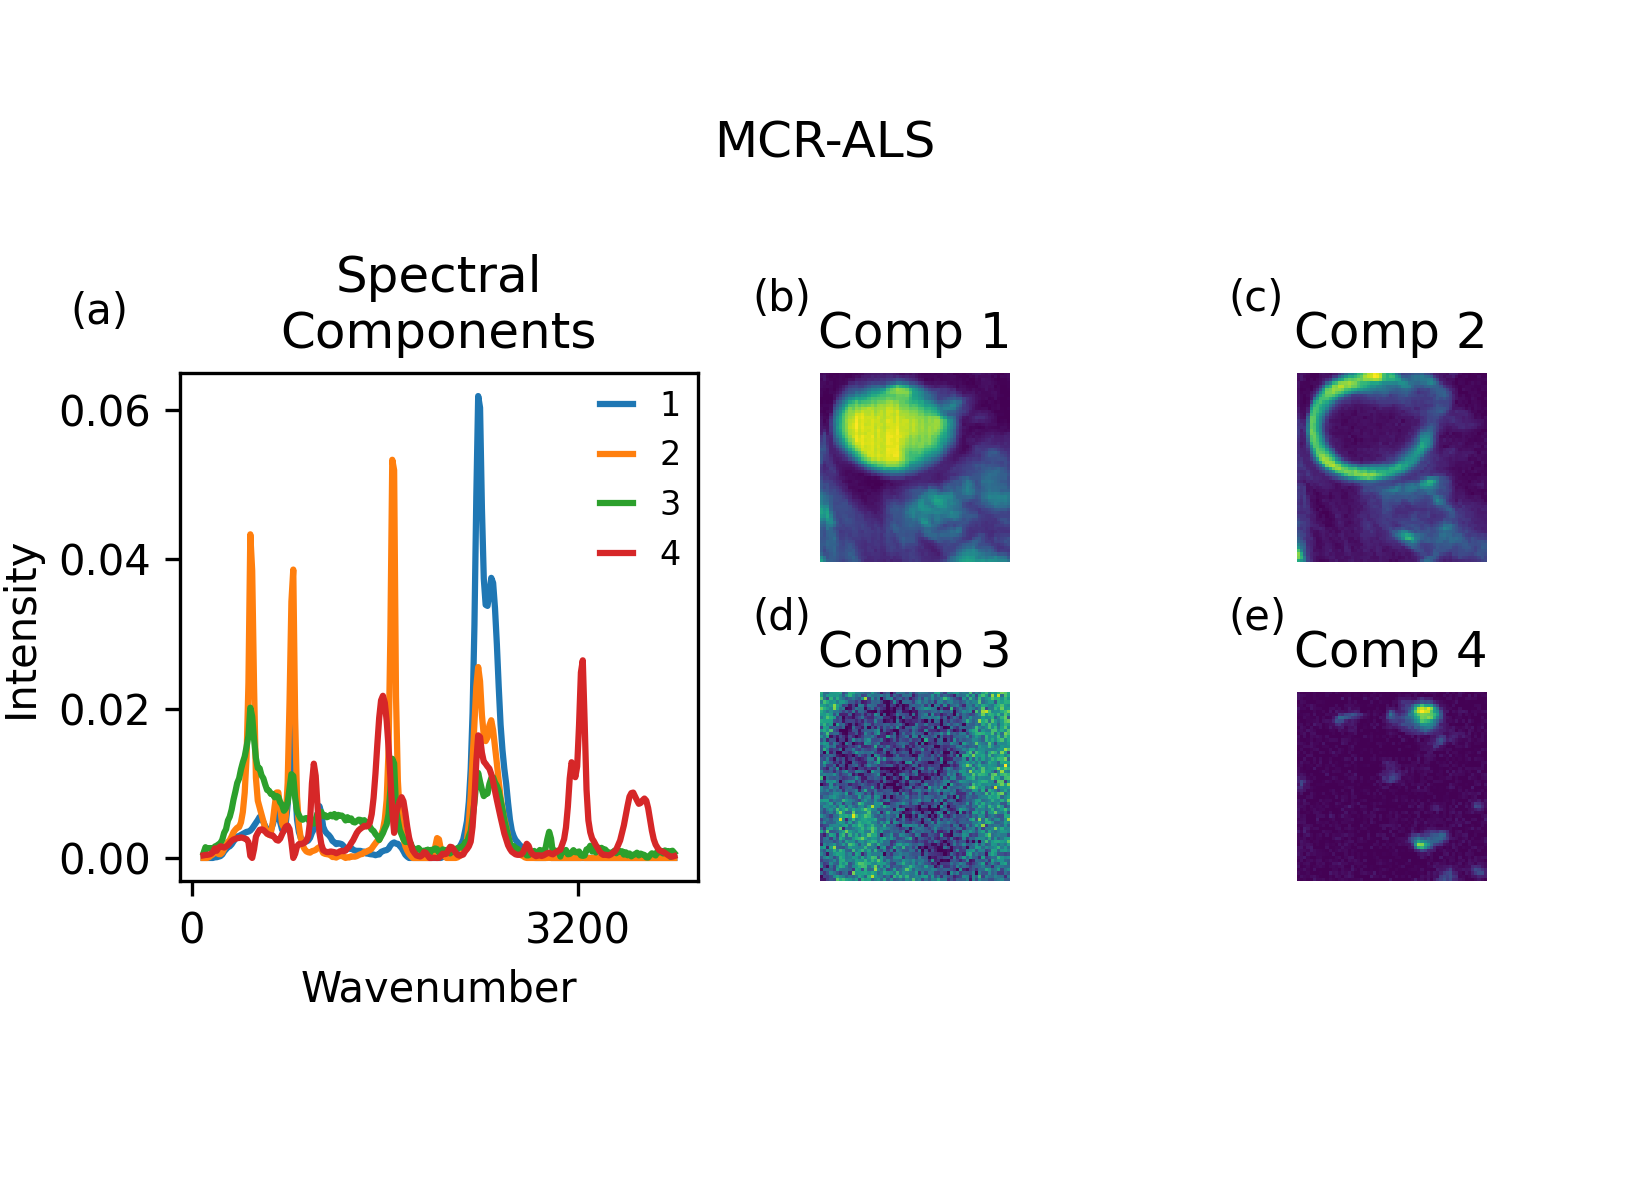 MCR-ALS
(a)
Spectral
Components
0.06
0.04
0.02
0.00
Intensity
0
3200
Wavenumber
1
2
3
4
(b)
Comp 1
(c)
Comp 2
(d)
Comp 3
(e)
Comp 4